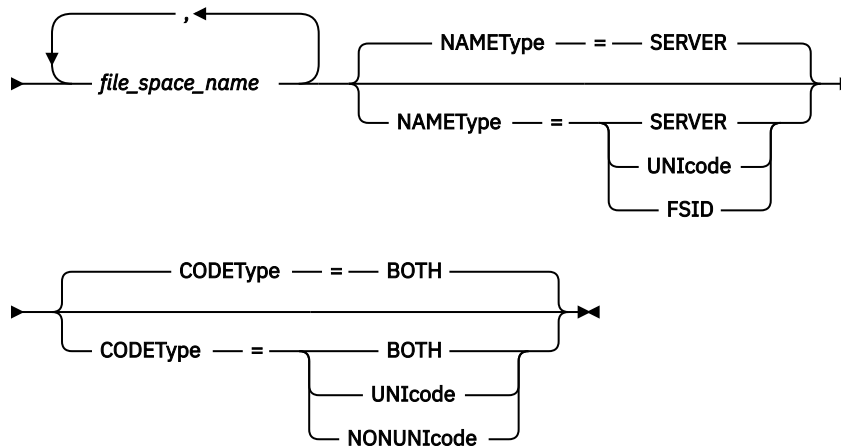 ,
NAMEType = SERVER
file_space_name
NAMEType = SERVER
UNIcode
FSID
CODEType = BOTH
CODEType = BOTH
UNIcode
NONUNIcode